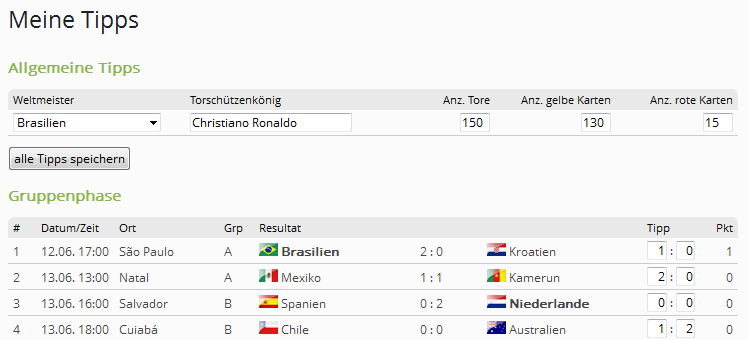 Meine Tipps
Allgemeine Tipps
Weltmeister Torschützenkönig Anz. Tore Anz. gelbe Karten Anz. rote Karten
Brasilien Christiano Ronaldo 150 130 15
alle Tipps speichern
Gruppenphase
# Datum/Zeit Ort Grp Resultat Tipp Pkt
1 12.06. 17:00 São Paulo A Brasilien 2 : 0 Kroatien 1 : 0 1
2 13.06. 13:00 Natal A Mexiko 1 : 1 Kamerun 2 : 0 0
3 13.06. 16:00 Salvador B Spanien 0 : 2 Niederlande 0 : 0 0
4 13.06. 18:00 Cuiabá B Chile 0 : 0 Australien 1 : 2 0